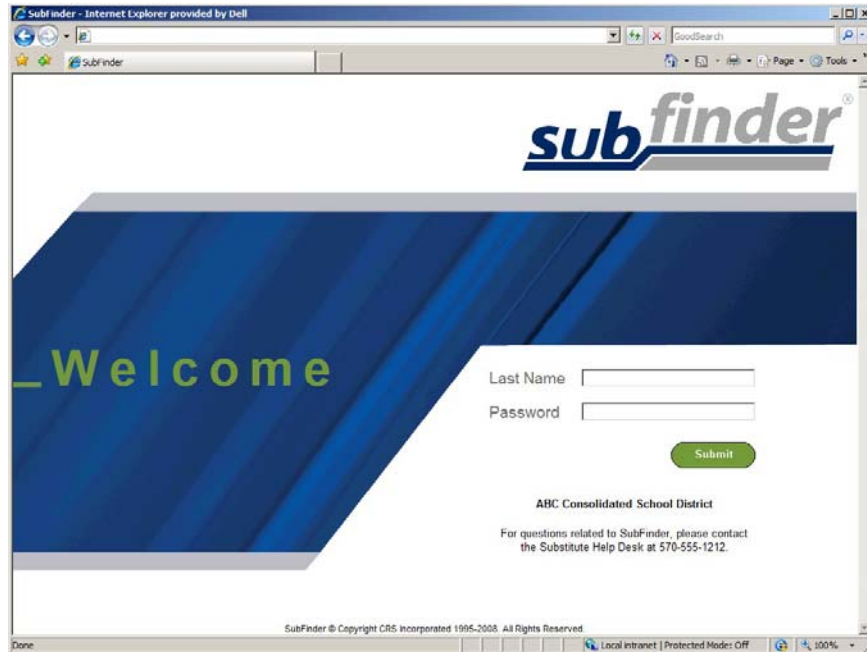 SubFinder - Internet Explorer provided by Dell
GoodSearch
SubFinder
Page
Tools
subfinder®
_Welcome
Last Name
Password
Submit
ABC Consolidated School District
For questions related to SubFinder, please contact
the Substitute Help Desk at 570-555-1212.
SubFinder © Copyright CRS Incorporated 1995-2008. All Rights Reserved.
Done
Local intranet | Protected Mode: Off
100%